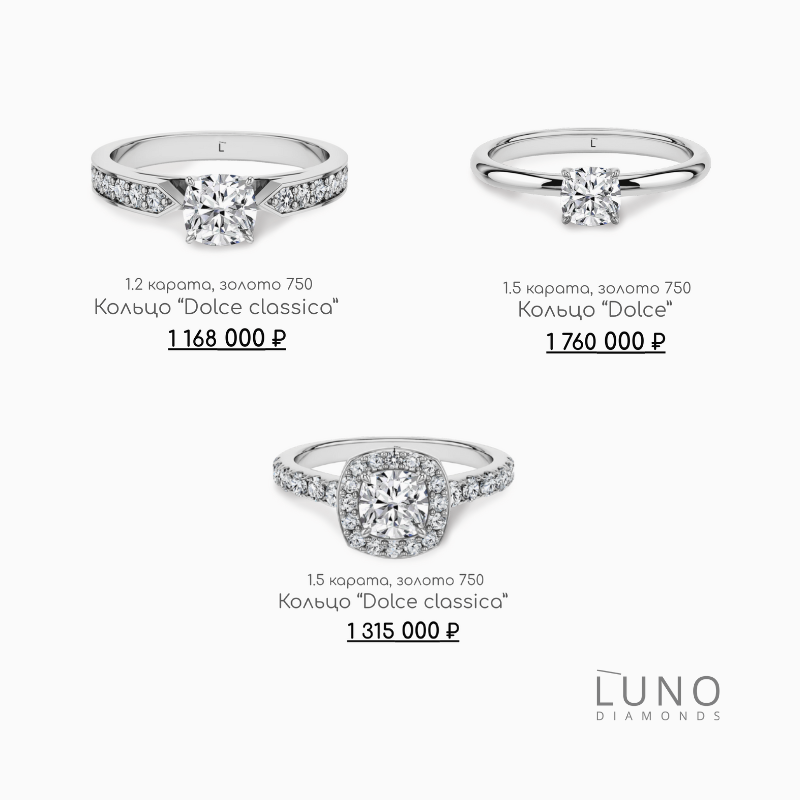 1.2 карата, золото 750
Кольцо “Dolce classica”
1 168 000 ₽
1.5 карата, золото 750
Кольцо “Dolce”
1 760 000 ₽
1.5 карата, золото 750
Кольцо “Dolce classica”
1 315 000 ₽
LUNO
DIAMONDS